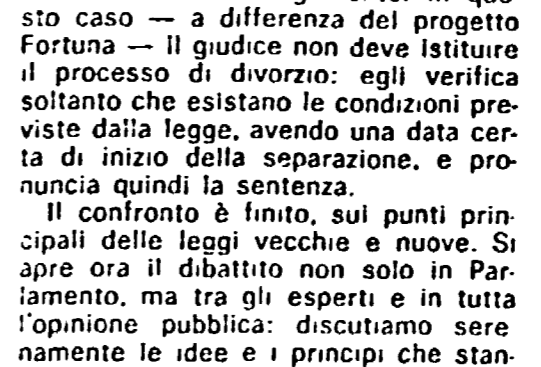 sto caso — a differenza del progetto
Fortuna — il giudice non deve istituire
il processo di divorzio: egli verifica
soltanto che esistano le condizioni pre-
viste dalla legge, avendo una data cer-
ta di inizio della separazione, e pro-
nuncia quindi la sentenza.
Il confronto è finito, sui punti prin-
cipali delle leggi vecchie e nuove. Si
apre ora il dibattito non solo in Par-
lamento, ma tra gli esperti e in tutta
l'opinione pubblica: discutiamo sere
namente le idee e i principi che stan-